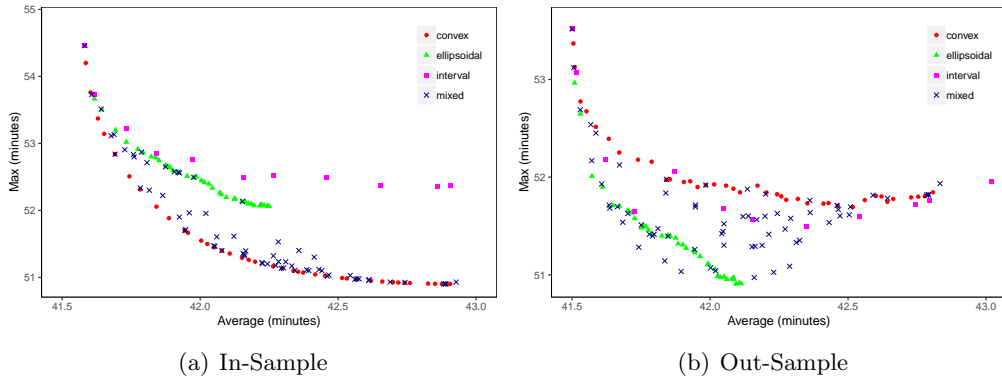 55
54
53
52
51
Max (minutes)
41.5
42.0
42.5
43.0
Average (minutes)
convex
ellipsoidal
interval
mixed
(a) In-Sample
53
52
51
Max (minutes)
41.5
42.0
42.5
43.0
Average (minutes)
convex
ellipsoidal
interval
mixed
(b) Out-Sample